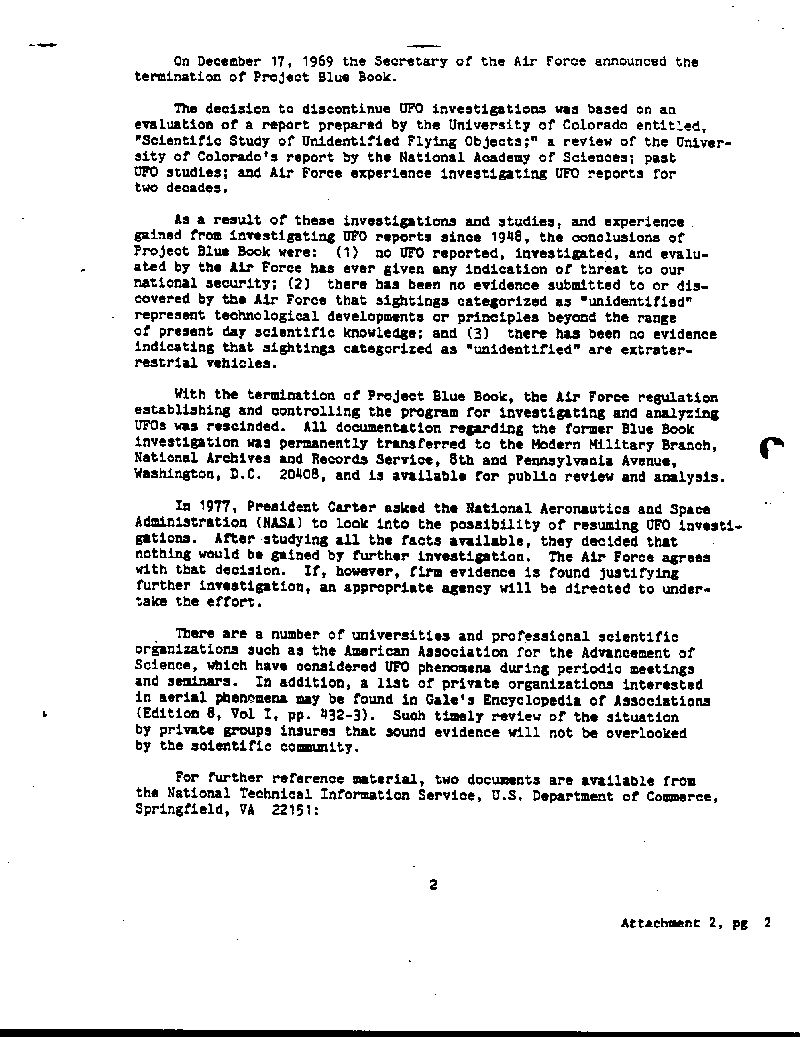 On December 17, 1969 the Secretary of the Air Force announced the
termination of Project Blue Book.
The decision to discontinue UFO investigations was based on an
evaluation of a report prepared by the University of Colorado entitled,
"Scientific Study of Unidentified Flying Objects;" a review of the Univer-
sity of Colorado's report by the National Academy of Sciences; past
UFO studies; and Air Force experience investigating UFO reports for
two decades.
As a result of these investigations and studies, and experience
gained from investigating UFO reports since 1948, the conclusions of
Project Blue Book were: (1) no UFO reported, investigated, and evalu-
ated by the Air Force has ever given any indication of threat to our
national security; (2) there has been no evidence submitted to or dis-
covered by the Air Force that sightings categorized as "unidentified"
represent technological developments or principles beyond the range
of present day scientific knowledge; and (3) there has been no evidence
indicating that sightings categorized as "unidentified" are extrater-
restrial vehicles.
With the termination of Project Blue Book, the Air Force regulation
establishing and controlling the program for investigating and analyzing
UFOs was rescinded. All documentation regarding the former Blue Book
investigation was permanently transferred to the Modern Military Branch,
National Archives and Records Service, 8th and Pennsylvania Avenue,
Washington, D.C. 20408, and is available for public review and analysis.
In 1977, President Carter asked the National Aeronautics and Space
Administration (NASA) to look into the possibility of resuming UFO investi-
gations. After studying all the facts available, they decided that
nothing would be gained by further investigation. The Air Force agrees
with that decision. If, however, firm evidence is found justifying
further investigation, an appropriate agency will be directed to under-
take the effort.
There are a number of universities and professional scientific
organizations such as the American Association for the Advancement of
Science, which have considered UFO phenomena during periodic meetings
and seminars. In addition, a list of private organizations interested
in aerial phenomena may be found in Gale's Encyclopedia of Associations
(Edition 8, Vol I, pp. 432-3). Such timely review of the situation
by private groups insures that sound evidence will not be overlooked
by the scientific community.
For further reference material, two documents are available from
the National Technical Information Service, U.S. Department of Commerce,
Springfield, VA 22151:
2
Attachment 2, pg 2